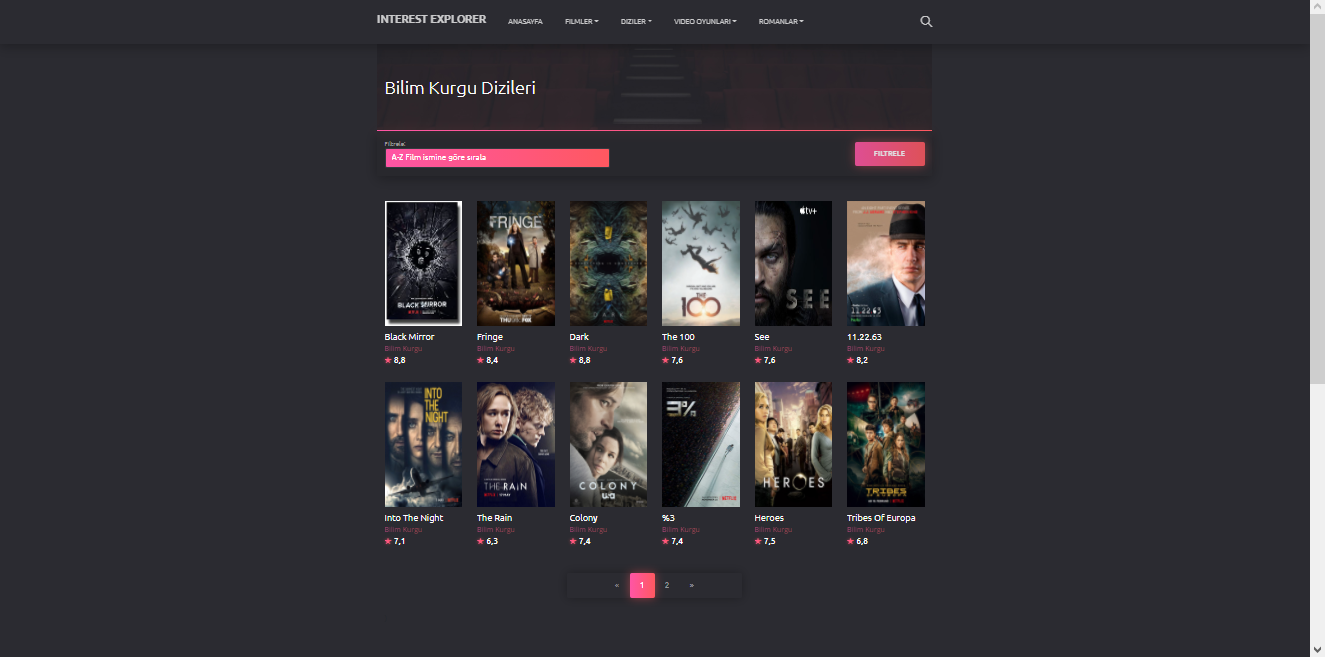 INTEREST EXPLORER
ANASAYFA
FILMLER
DIZILER
VIDEO OYUNLARI
ROMANLAR
Bilim Kurgu Dizileri
Filtrele:
A-Z Film ismine göre sırala
FILTRELE
BLACK MIRROR
FRINGE
THE 100
tv+
SEE
11.22.63
Black Mirror
Fringe
Dark
The 100
See
11.22.63
Bilim Kurgu
Bilim Kurgu
Bilim Kurgu
Bilim Kurgu
Bilim Kurgu
Bilim Kurgu
8,8
8,4
8,8
7,6
7,6
8,2
INTO THE NIGHT
THE RAIN
COLONY
3%
NETFLIX
HEROES
TRIBES
Into The Night
The Rain
Colony
%3
Heroes
Tribes Of Europa
Bilim Kurgu
Bilim Kurgu
Bilim Kurgu
Bilim Kurgu
Bilim Kurgu
Bilim Kurgu
7,1
6,3
7,4
7,4
7,5
6,8
« 1 2 »